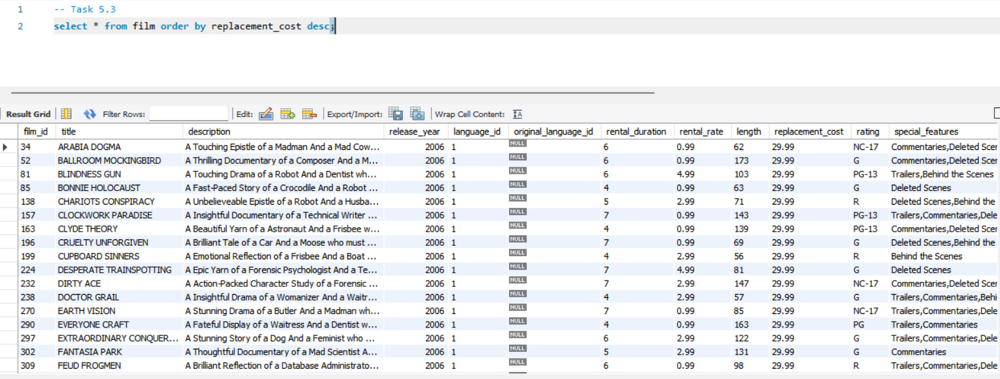 1 -- Task 5.3
2 select * from film order by replacement_cost desc;
Result Grid Filter Rows: Edit: Export/Import: Wrap Cell Content: IA
film_id title description release_year language_id original_language_id rental_duration rental_rate length replacement_cost rating special_features
34 ARABIA DOGMA A Touching Epistle of a Madman And a Mad Cow... 2006 1 NULL 6 0.99 62 29.99 NC-17 Commentaries,Deleted Scer
52 BALLROOM MOCKINGBIRD A Thrilling Documentary of a Composer And a M... 2006 1 NULL 6 0.99 173 29.99 G Commentaries,Deleted Scer
81 BLINDNESS GUN A Touching Drama of a Robot And a Dentist wh... 2006 1 NULL 6 4.99 103 29.99 PG-13 Trailers,Behind the Scenes
85 BONNIE HOLOCAUST A Fast-Paced Story of a Crocodile And a Robot ... 2006 1 NULL 4 0.99 63 29.99 G Deleted Scenes
138 CHARIOTS CONSPIRACY A Unbelieveable Epistle of a Robot And a Husba... 2006 1 NULL 5 2.99 71 29.99 R Deleted Scenes,Behind the
157 CLOCKWORK PARADISE A Insightful Documentary of a Technical Writer ... 2006 1 NULL 7 0.99 143 29.99 PG-13 Trailers,Commentaries,Dele
163 CLYDE THEORY A Beautiful Yarn of a Astronaut And a Frisbee w... 2006 1 NULL 4 0.99 139 29.99 PG-13 Commentaries,Deleted Scer
196 CRUELTY UNFORGIVEN A Brilliant Tale of a Car And a Moose who must ... 2006 1 NULL 7 0.99 69 29.99 G Deleted Scenes,Behind the
199 CUPBOARD SINNERS A Emotional Reflection of a Frisbee And a Boat ... 2006 1 NULL 4 2.99 56 29.99 R Behind the Scenes
224 DESPERATE TRAINSPOTTING A Epic Yarn of a Forensic Psychologist And a Te... 2006 1 NULL 7 4.99 81 29.99 G Deleted Scenes
232 DIRTY ACE A Action-Packed Character Study of a Forensic ... 2006 1 NULL 7 2.99 147 29.99 NC-17 Commentaries,Deleted Scer
238 DOCTOR GRAIL A Insightful Drama of a Womanizer And a Waitr... 2006 1 NULL 4 2.99 57 29.99 G Trailers,Commentaries,Behi
270 EARTH VISION A Stunning Drama of a Butler And a Madman wh... 2006 1 NULL 7 0.99 85 29.99 NC-17 Trailers,Commentaries,Dele
290 EVERYONE CRAFT A Fateful Display of a Waitress And a Dentist w... 2006 1 NULL 4 0.99 163 29.99 PG Trailers,Commentaries
297 EXTRAORDINARY CONQUER... A Stunning Story of a Dog And a Feminist who ... 2006 1 NULL 6 2.99 122 29.99 G Trailers,Commentaries,Dele
302 FANTASIA PARK A Thoughtful Documentary of a Mad Scientist A... 2006 1 NULL 5 2.99 131 29.99 G Commentaries
309 FEUD FROGMEN A Brilliant Reflection of a Database Administrato... 2006 1 NULL 6 0.99 98 29.99 R Trailers,Commentaries,Dele